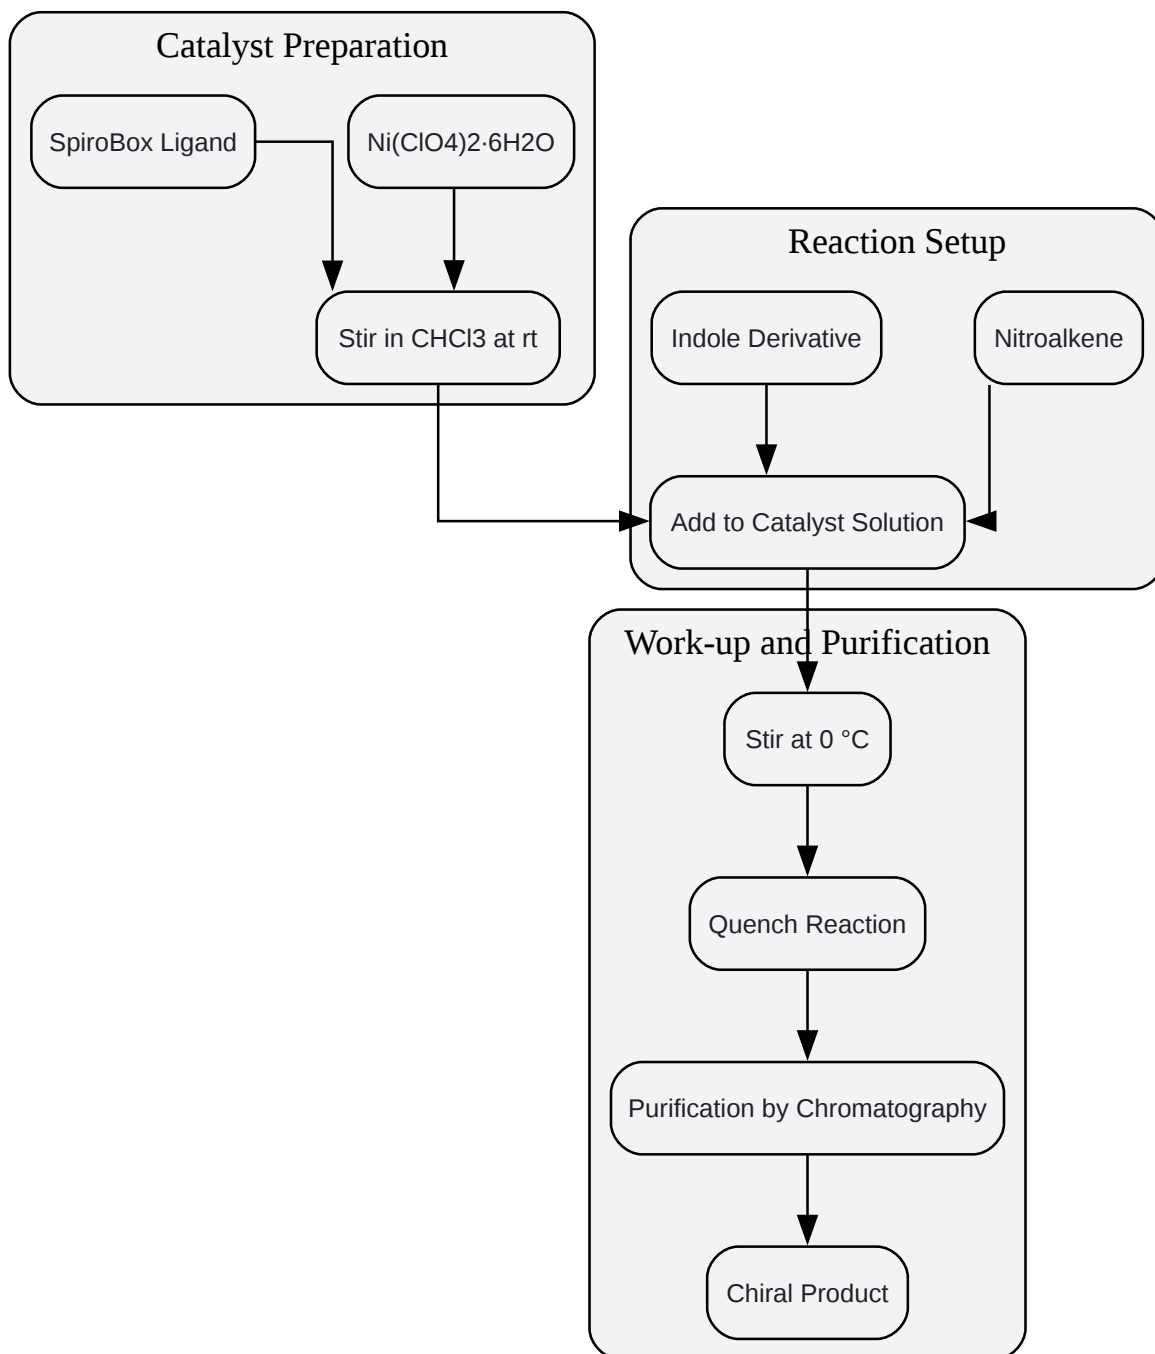 Catalyst Preparation
SpiroBox Ligand
Ni(ClO4)2·6H2O
Stir in CHCl3 at rt
Reaction Setup
Indole Derivative
Nitroalkene
Add to Catalyst Solution
Work-up and Purification
Stir at 0 °C
Quench Reaction
Purification by Chromatography
Chiral Product